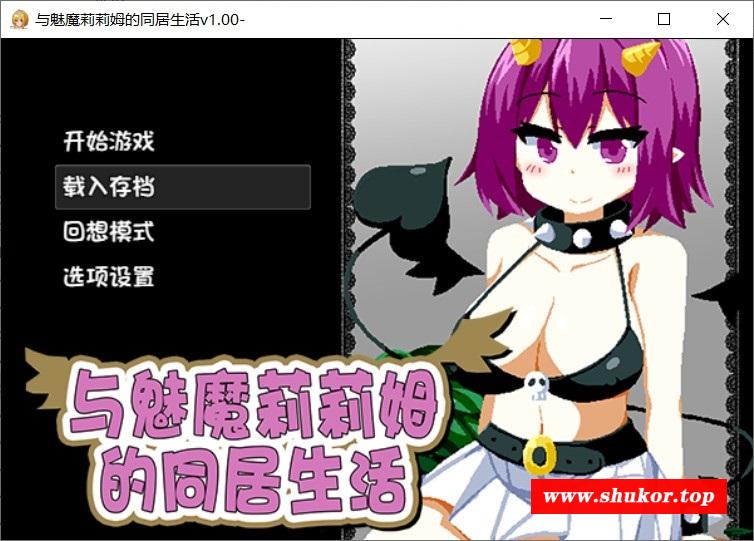 与魅魔莉莉姆的同居生活v1.00-
开始游戏
载入存档
回想模式
选项设置
与魅魔莉莉姆
的同居生活
www.shukor.top